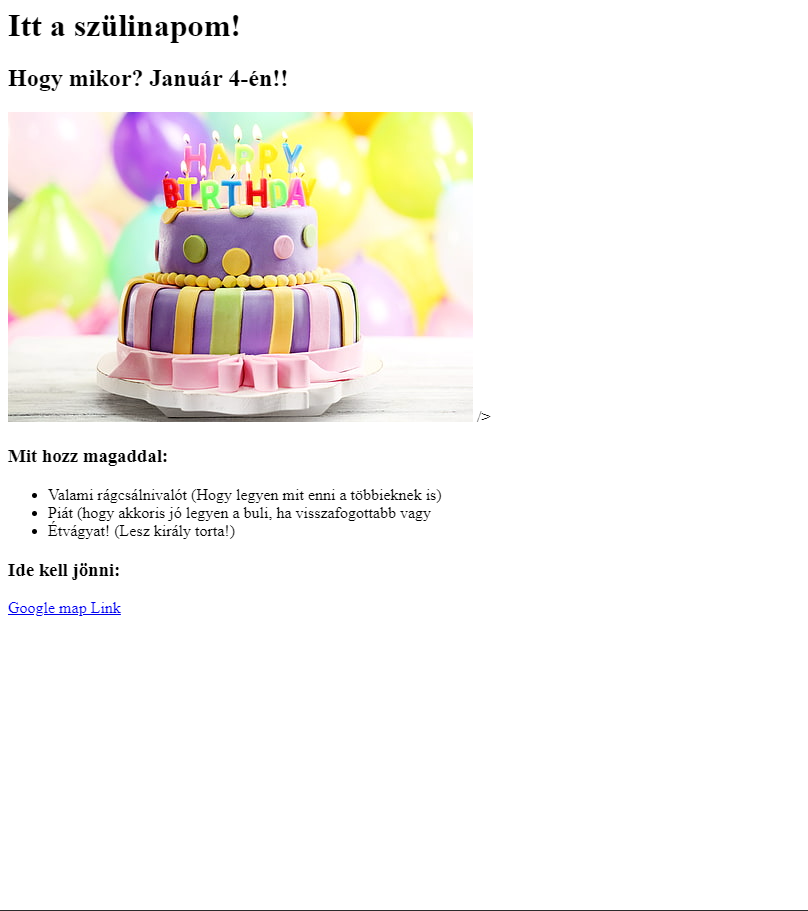 Itt a szülinapom!
Hogy mikor? Január 4-én!!
HAPPY
BIRTHDAY
/>
Mit hozz magaddal:
Valami rágcsálnivalót (Hogy legyen mit enni a többieknek is)
Piát (hogy akkoris jó legyen a buli, ha visszafogottabb vagy
Étvágyat! (Lesz király torta!)
Ide kell jönni:
Google map Link